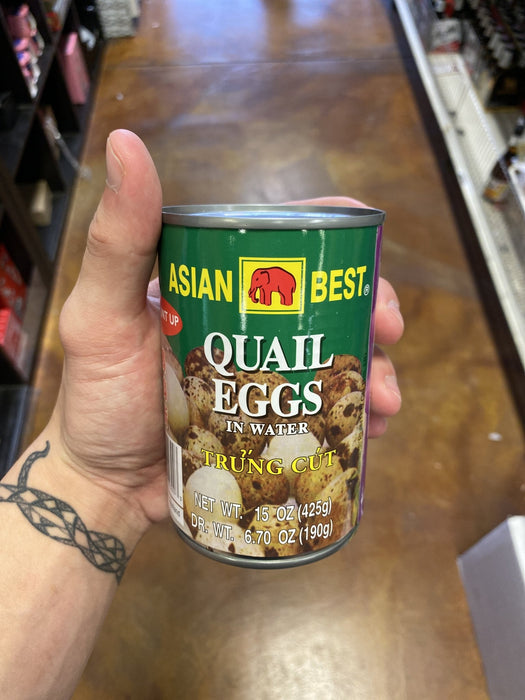 ASIAN BEST®
QUAIL
EGGS
IN WATER
TRỨNG CÚT
NET WT. 15 OZ (425g)
DR. WT. 6.70 OZ (190g)
UP